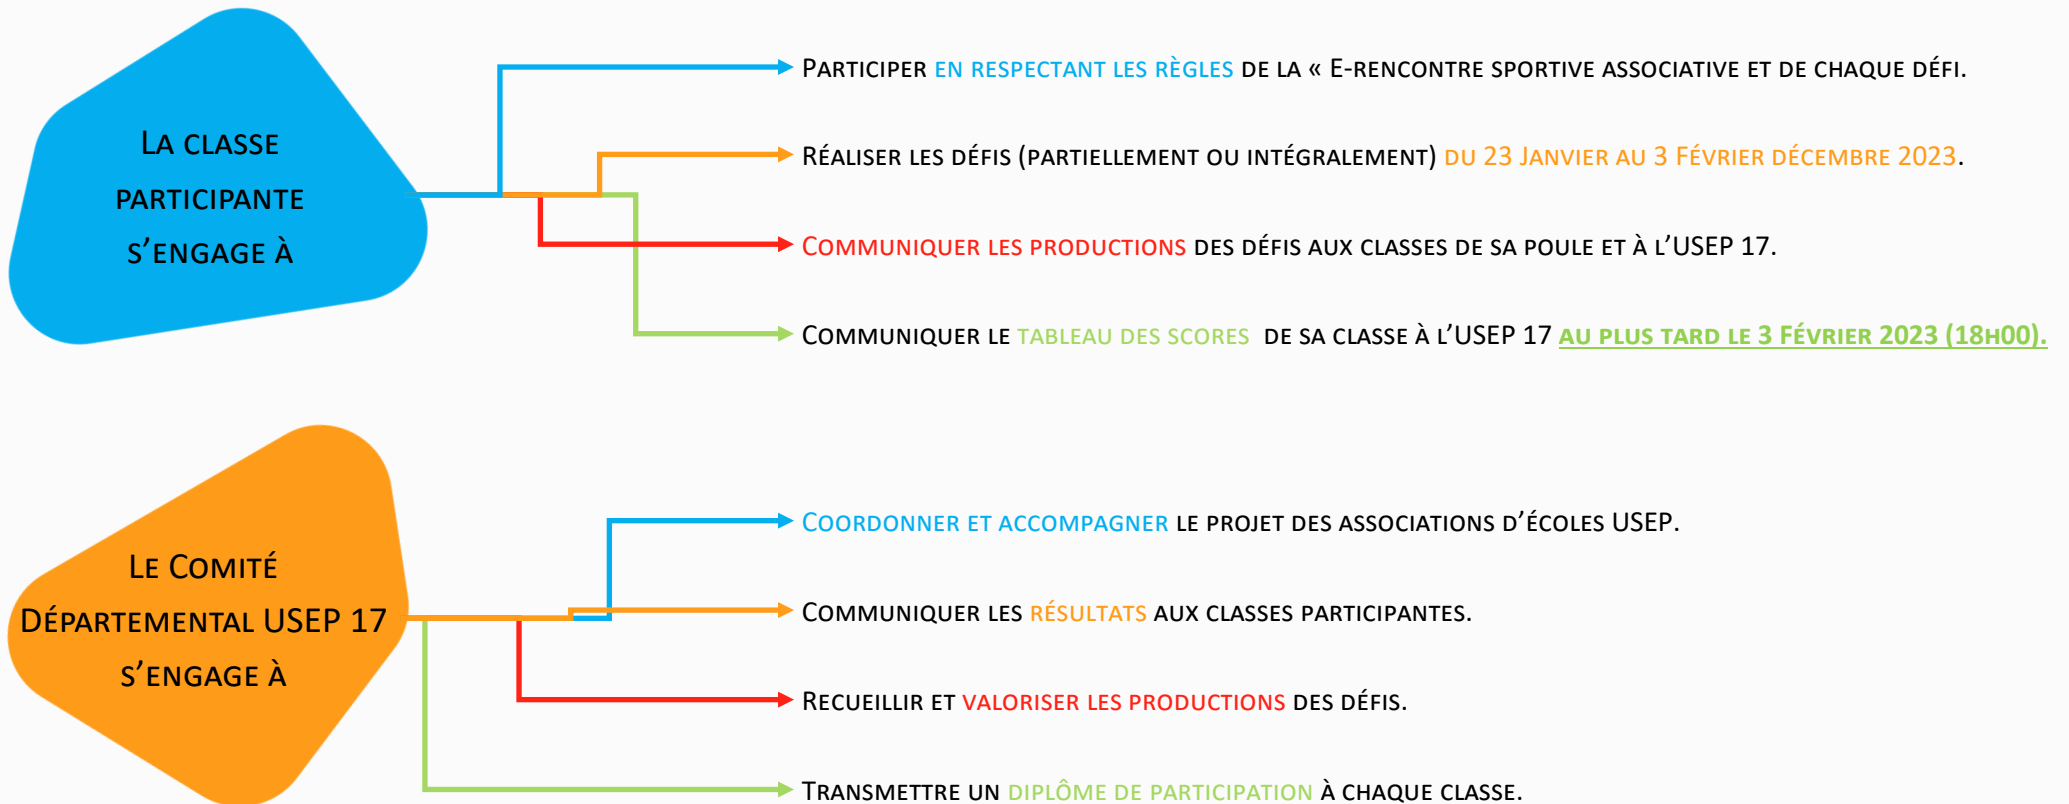 La classe
participante
s’engage à
Participer en respectant les règles de la « E-rencontre sportive associative et de chaque défi.
Réaliser les défis (partiellement ou intégralement) du 23 Janvier au 3 Février décembre 2023.
Communiquer les productions des défis aux classes de sa poule et à l’USEP 17.
Communiquer le tableau des scores de sa classe à l’USEP 17 au plus tard le 3 Février 2023 (18h00).
Le Comité
Départemental USEP 17
s’engage à
Coordonner et accompagner le projet des associations d’écoles USEP.
Communiquer les résultats aux classes participantes.
Recueillir et valoriser les productions des défis.
Transmettre un diplôme de participation à chaque classe.